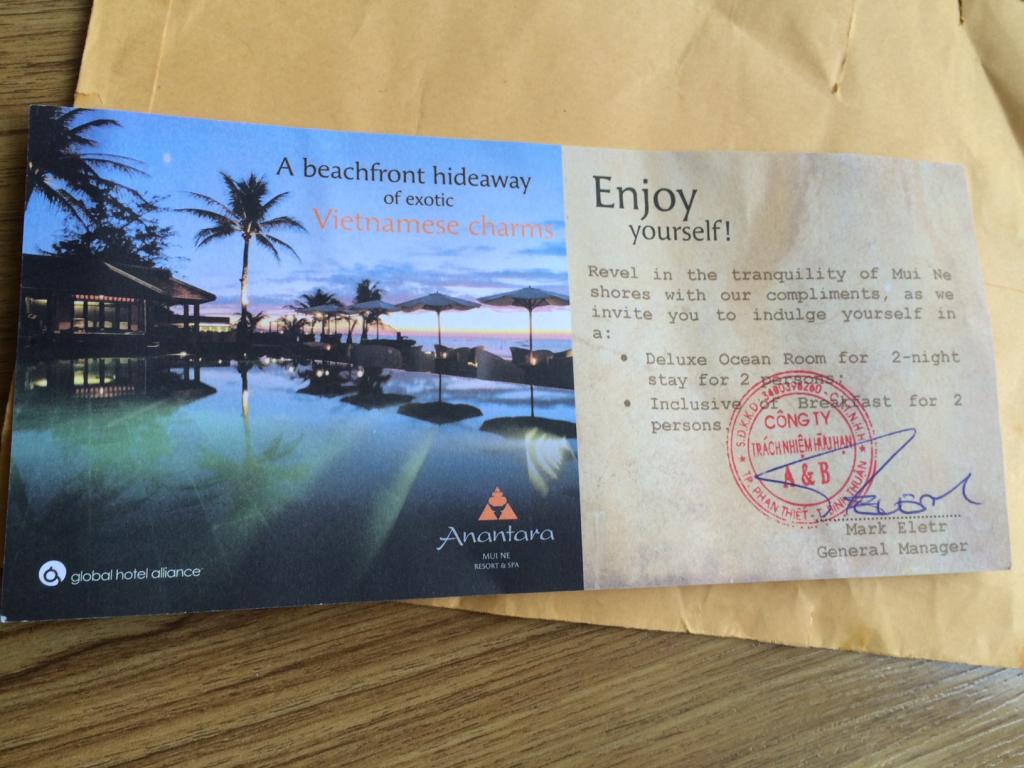 A beachfront hideaway
of exotic
Vietnamese charms
Anantara
MUI NE
RESORT & SPA
global hotel alliance
Enjoy
yourself!
Revel in the tranquility of Mui Ne
shores with our compliments, as we
invite you to indulge yourself in
a:
• Deluxe Ocean Room for 2-night
stay for 2 persons;
• Inclusive of Breakfast for 2
persons.
CÔNG TY
TRÁCH NHIỆM HỮU HẠN
A & B
TP. PHAN THIẾT - T. BÌNH THUẬN
Mark Eletr
General Manager